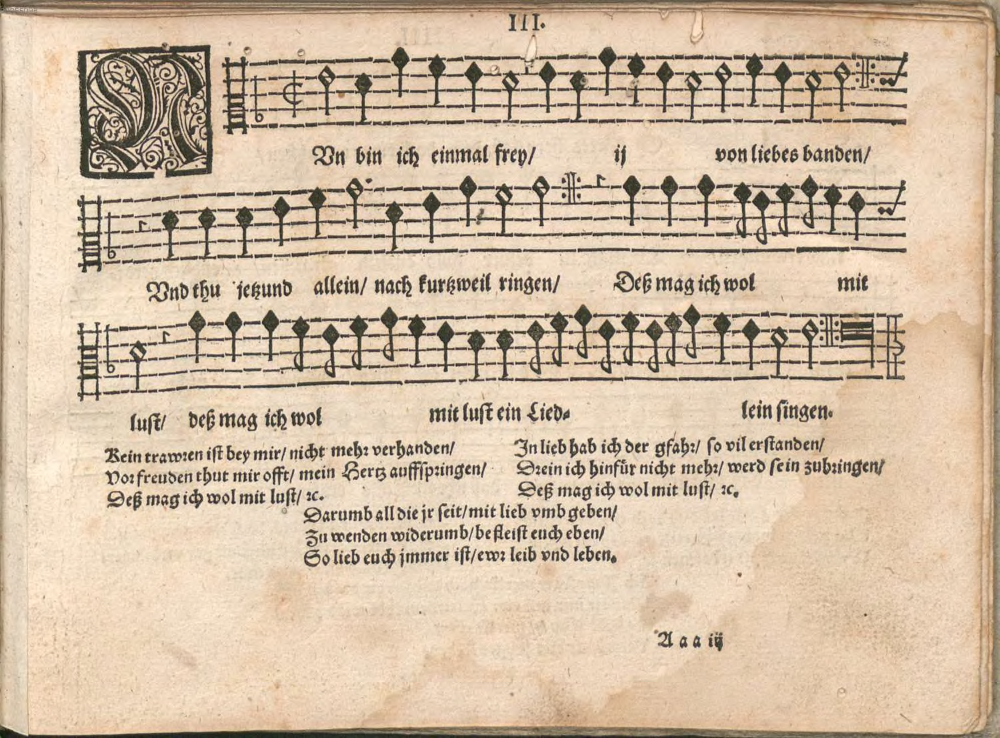 III.
NVn bin ich einmal frey/ ij von liebes banden/
Vnd thu jetzund allein/ nach kurtzweil ringen/ Deß mag ich wol mit
lust/ deß mag ich wol mit lust ein Lied⸗ lein singen.
Kein trawren ist bey mir/ nicht mehr verhanden/
Vor freuden thut mir offt/ mein Hertz auffspringen/
Deß mag ich wol mit lust/ ꝛc.
In lieb hab ich der gfahr/ so vil erstanden/
Drein ich hinfür nicht mehr/ werd sein zubringen/
Deß mag ich wol mit lust/ ꝛc.
Darumb all die jr seit/ mit lieb vmb geben/
Zu wenden widerumb/ befleist euch eben/
So lieb euch jmmer ist/ ewr leib vnd leben.
A a a iij